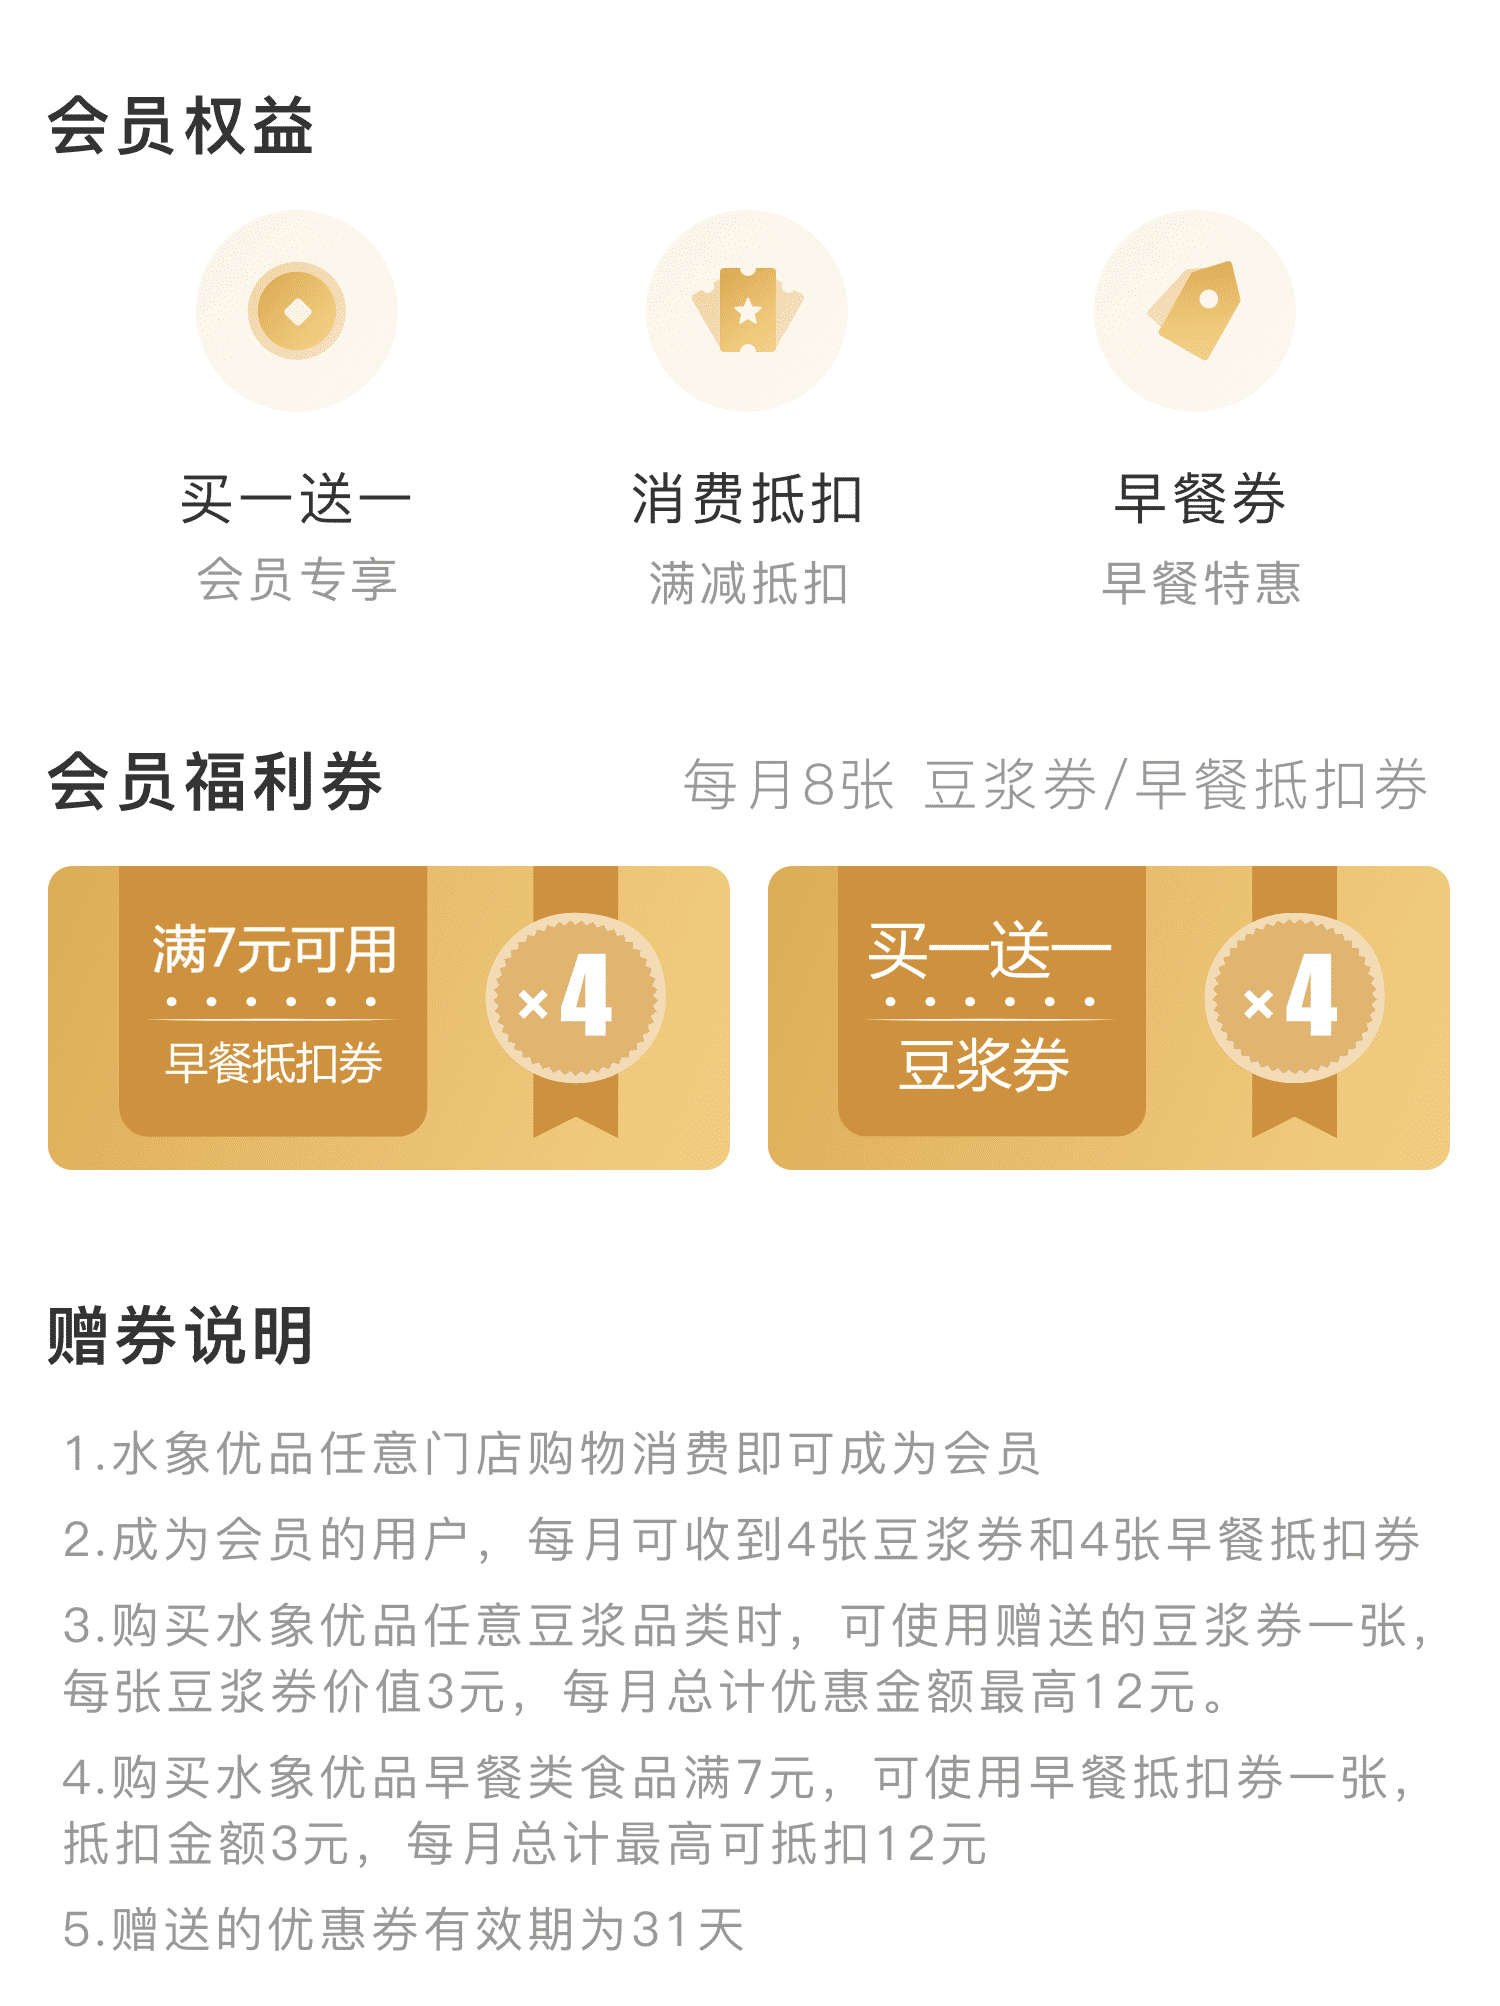 会员权益
买一送一
消费抵扣
早餐券
会员专享
满减抵扣
早餐特惠
会员福利券
每月8张 豆浆券/早餐抵扣券
满7元可用
早餐抵扣券
×4
买一送一
豆浆券
×4
赠券说明
1.水象优品任意门店购物消费即可成为会员
2.成为会员的用户，每月可收到4张豆浆券和4张早餐抵扣券
3.购买水象优品任意豆浆品类时，可使用赠送的豆浆券一张，
每张豆浆券价值3元，每月总计优惠金额最高12元。
4.购买水象优品早餐类食品满7元，可使用早餐抵扣券一张，
抵扣金额3元，每月总计最高可抵扣12元
5.赠送的优惠券有效期为31天